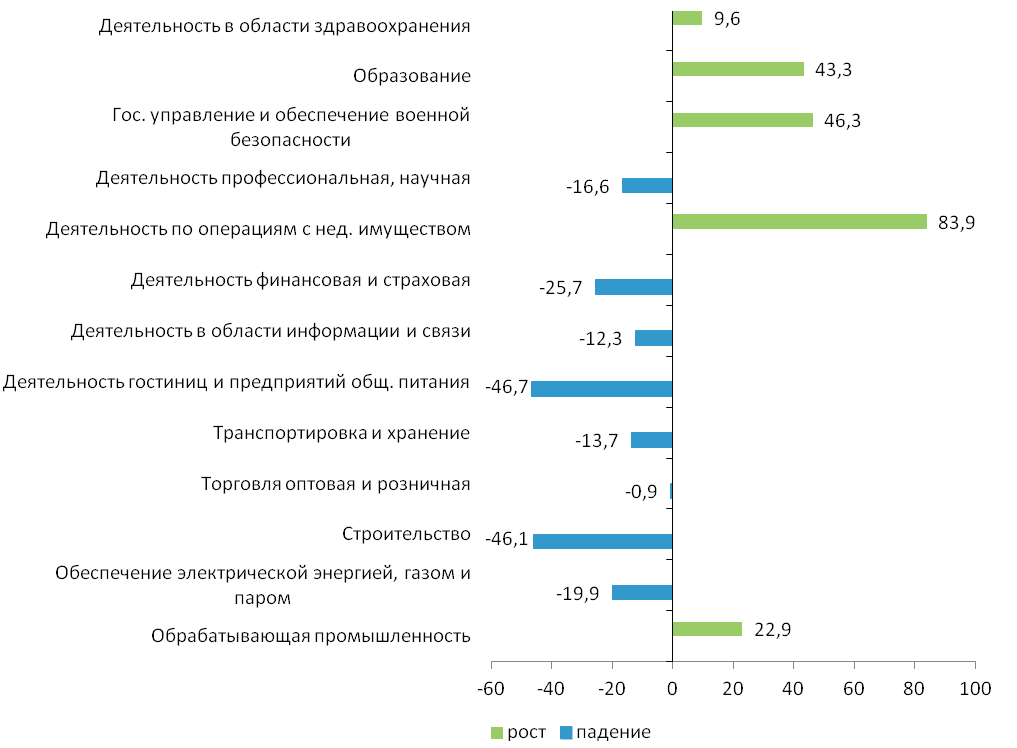 Деятельность в области здравоохранения
9,6
Образование
43,3
Гос. управление и обеспечение военной
безопасности
46,3
Деятельность профессиональная, научная
-16,6
Деятельность по операциям с нед. имуществом
83,9
Деятельность финансовая и страховая
-25,7
Деятельность в области информации и связи
-12,3
Деятельность гостиниц и предприятий общ. питания
-46,7
Транспортировка и хранение
-13,7
Торговля оптовая и розничная
-0,9
Строительство
-46,1
Обеспечение электрической энергией, газом и
паром
-19,9
Обрабатывающая промышленность
22,9
-60 -40 -20 0 20 40 60 80 100
рост падение